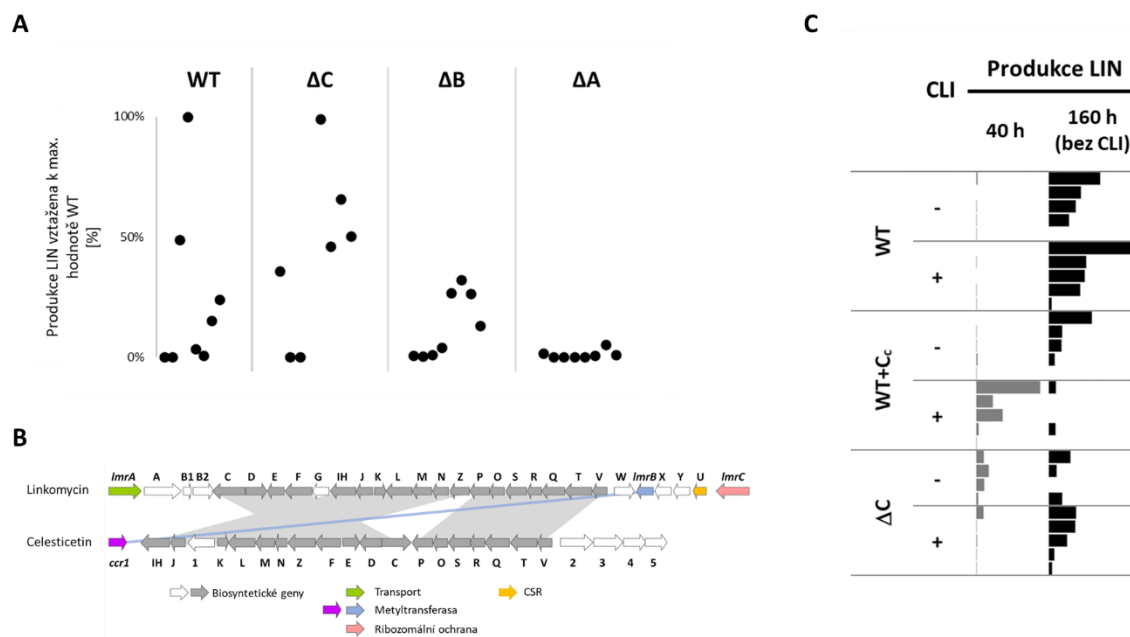 A
WT ΔC ΔB ΔA
Produkce LIN vztažena k max.
hodnotě WT
[%]
100%
50%
0%
B
lmrA A B1 B2 C D E F G IH J K L M N Z P O S R Q T V W lmrB X Y U lmrC
Linkomycin
Celesticetin
ccr1 IH J 1 K L M N Z F E D C P O S R Q T V 2 3 4 5
Biosyntetické geny
Transport
Metyltransferasa
Ribozomální ochrana
CSR
C
Produkce LIN
CLI
40 h
160 h
(bez CLI)
WT
-
+
WT+Cc
-
+
ΔC
-
+